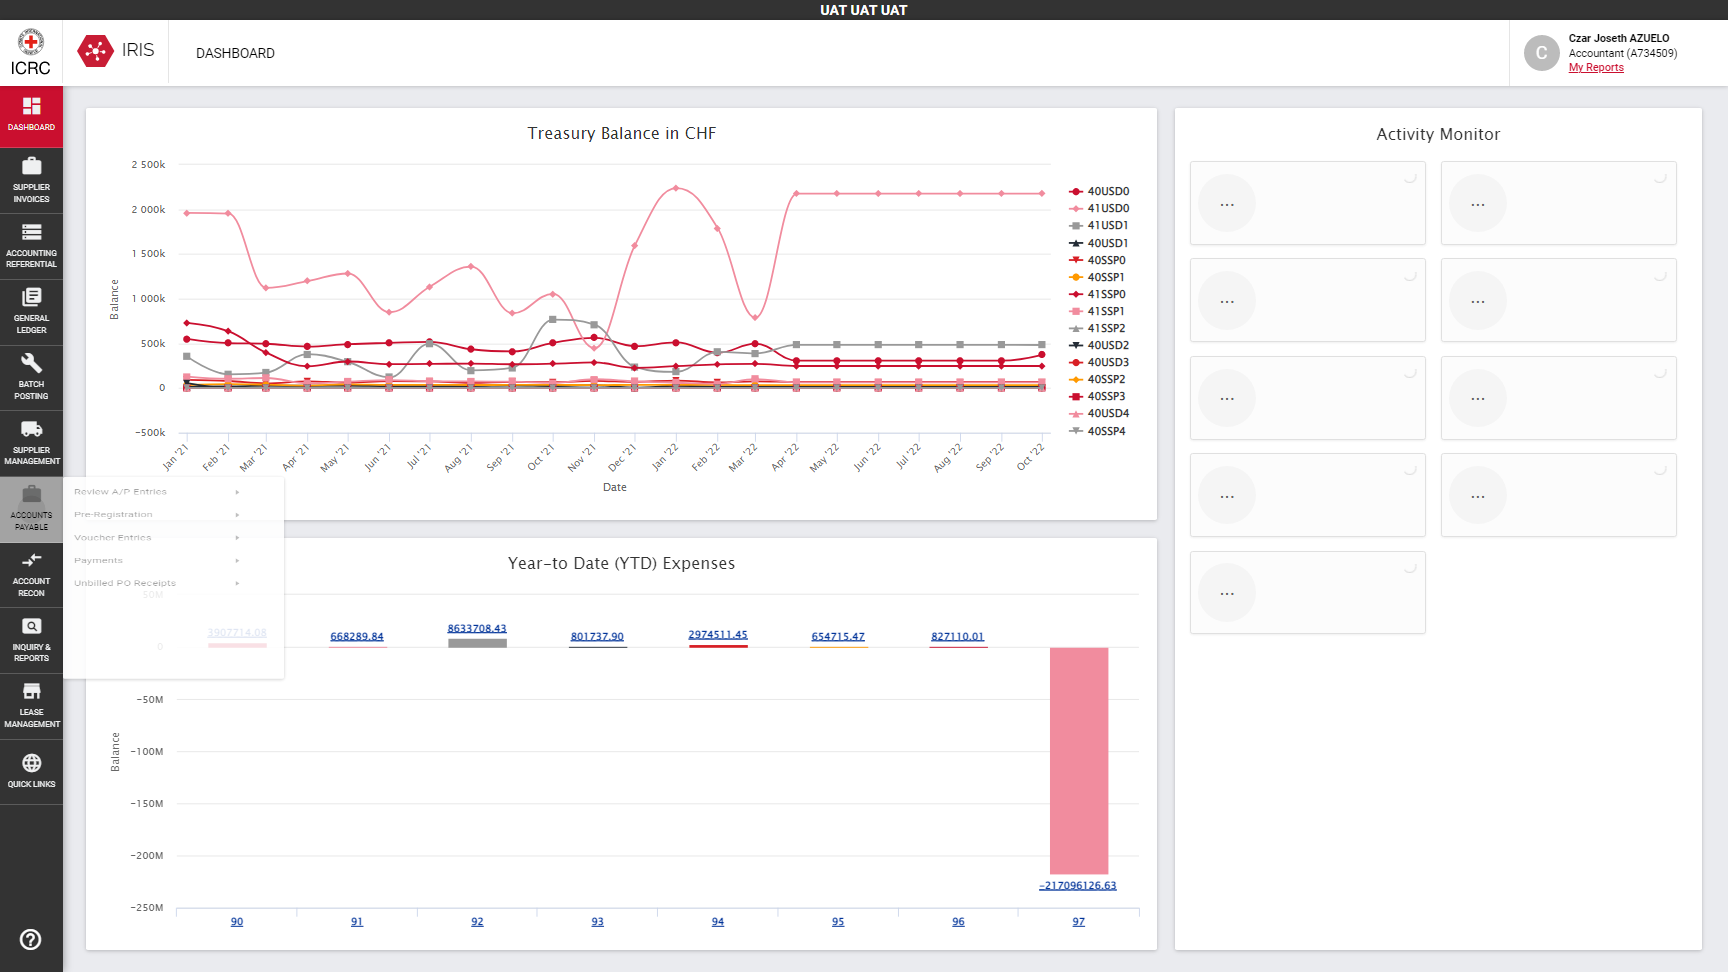 UAT UAT UAT
ICRC
IRIS
DASHBOARD
C
Czar Joseth AZUELO
Accountant (A734509)
My Reports
DASHBOARD
SUPPLIER
INVOICES
ACCOUNTING
REFERENTIAL
GENERAL
LEDGER
BATCH
POSTING
SUPPLIER
MANAGEMENT
ACCOUNTS
PAYABLE
ACCOUNT
RECON
INQUIRY &
REPORTS
LEASE
MANAGEMENT
QUICK LINKS
Review A/P Entries
Pre-Registration
Voucher Entries
Payments
Unbilled PO Receipts
Treasury Balance in CHF
Balance
2 500k
2 000k
1 500k
1 000k
500k
0
-500k
Jan '21
Feb '21
Mar '21
Apr '21
May '21
Jun '21
Jul '21
Aug '21
Sep '21
Oct '21
Nov '21
Dec '21
Jan '22
Feb '22
Mar '22
Apr '22
May '22
Jun '22
Jul '22
Aug '22
Sep '22
Oct '22
Date
40USD0
41USD0
41USD1
40USD1
40SSP0
40SSP1
41SSP0
41SSP1
41SSP2
40USD2
40USD3
40SSP2
40SSP3
40USD4
40SSP4
Year-to Date (YTD) Expenses
Balance
50M
0
-50M
-100M
-150M
-200M
-250M
3907714.08
668289.84
8633708.43
801737.90
2974511.45
654715.47
827110.01
-217096126.63
90
91
92
93
94
95
96
97
Activity Monitor
...
...
...
...
...
...
...
...
...